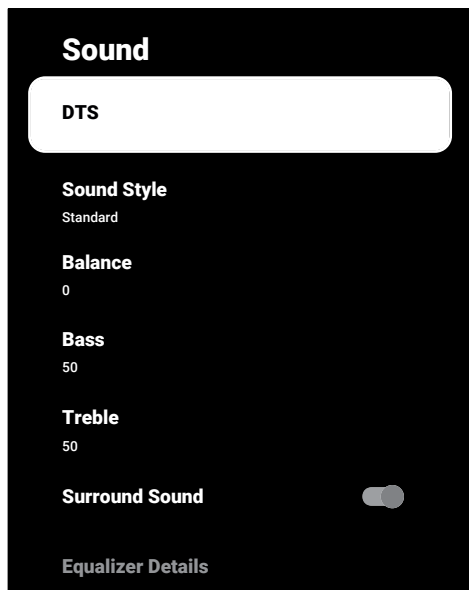 Sound
DTS
Sound Style
Standard
Balance
0
Bass
50
Treble
50
Surround Sound
Equalizer Details